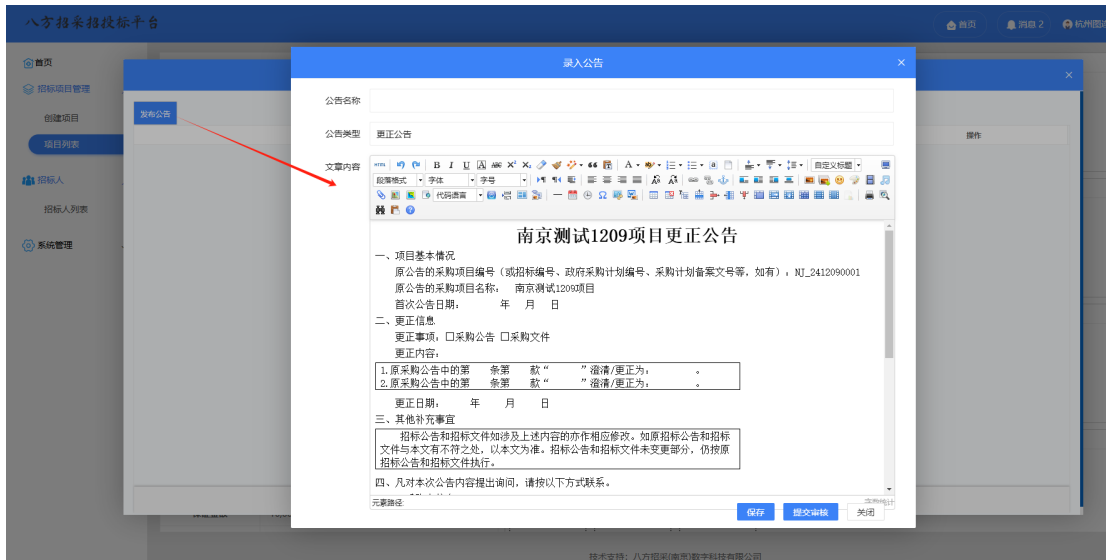 八方招采招投标平台
首页
消息 2
杭州图
首页
招标项目管理
创建项目
项目列表
招标人
招标人列表
系统管理
发布公告
操作
录入公告
公告名称
公告类型
更正公告
文章内容
HTML
自定义标题
段落格式
字体
字号
代码语言
南京测试1209项目更正公告
一、项目基本情况
原公告的采购项目编号（或招标编号、政府采购计划编号、采购计划备案文号等，如有）：NJ_2412090001
原公告的采购项目名称： 南京测试1209项目
首次公告日期： 年 月 日
二、更正信息
更正事项：□采购公告 □采购文件
更正内容：
1.原采购公告中的第 条第 款“ ”澄清/更正为： 。
2.原采购公告中的第 条第 款“ ”澄清/更正为： 。
更正日期： 年 月 日
三、其他补充事宜
招标公告和招标文件如涉及上述内容的亦作相应修改。如原招标公告和招标
文件与本文有不符之处，以本文为准。招标公告和招标文件未变更部分，仍按原
招标公告和招标文件执行。
四、凡对本次公告内容提出询问，请按以下方式联系。
元素路径:
字数统计
保存
提交审核
关闭
技术支持：八方招采(南京)数字科技有限公司